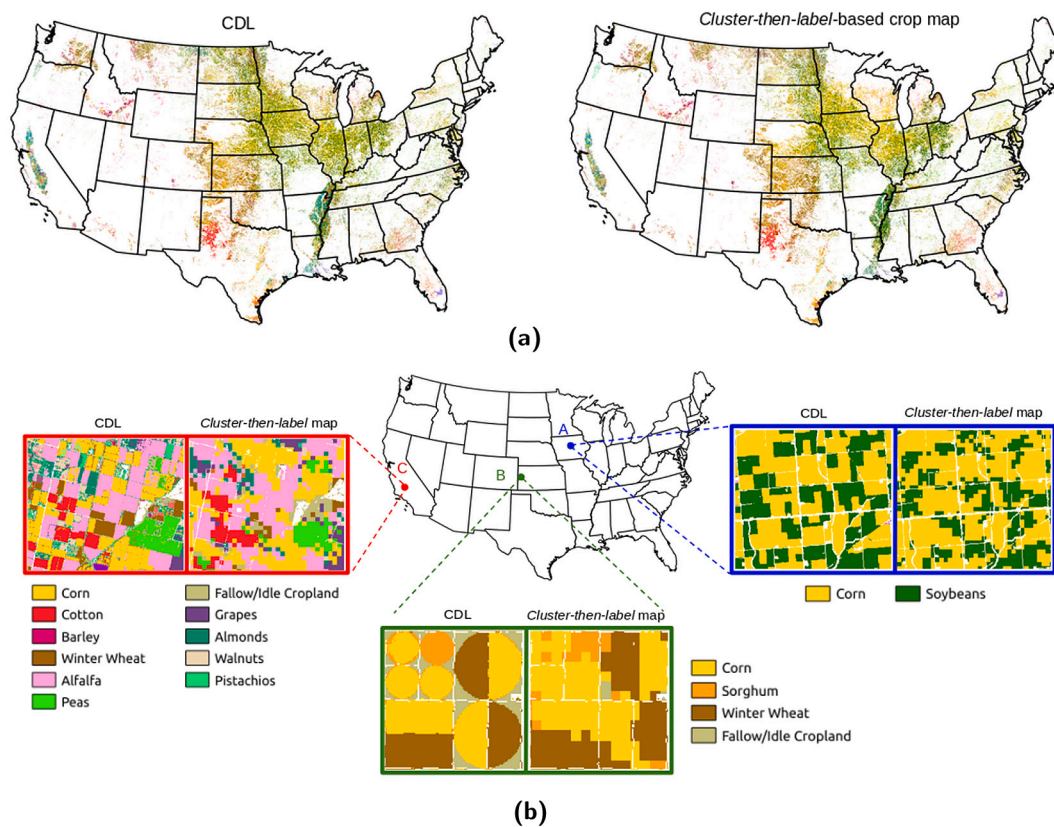 CDL
Cluster-then-label-based crop map
(a)
CDL
Cluster-then-label map
A
B
C
CDL
Cluster-then-label map
Corn
Cotton
Barley
Winter Wheat
Alfalfa
Peas
Fallow/Idle Cropland
Grapes
Almonds
Walnuts
Pistachios
Corn
Soybeans
CDL
Cluster-then-label map
Corn
Sorghum
Winter Wheat
Fallow/Idle Cropland
(b)